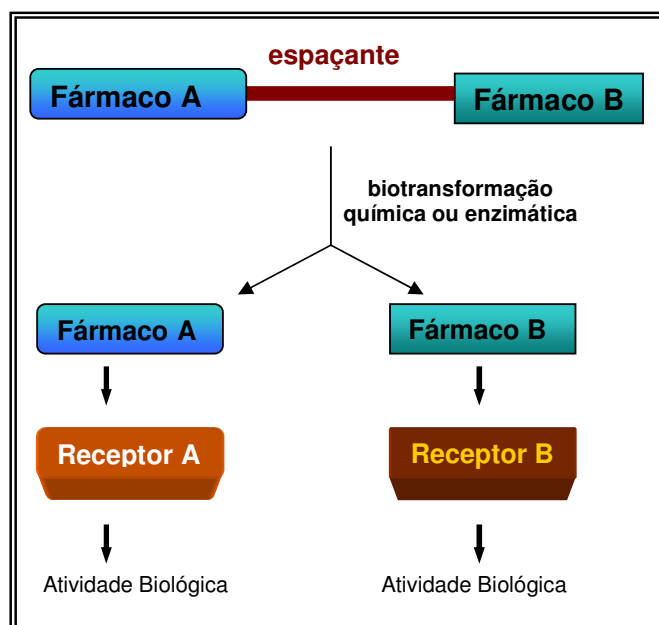 espaçante
Fármaco A
Fármaco B
biotransformação
química ou enzimática
Fármaco A
Fármaco B
Receptor A
Receptor B
Atividade Biológica
Atividade Biológica